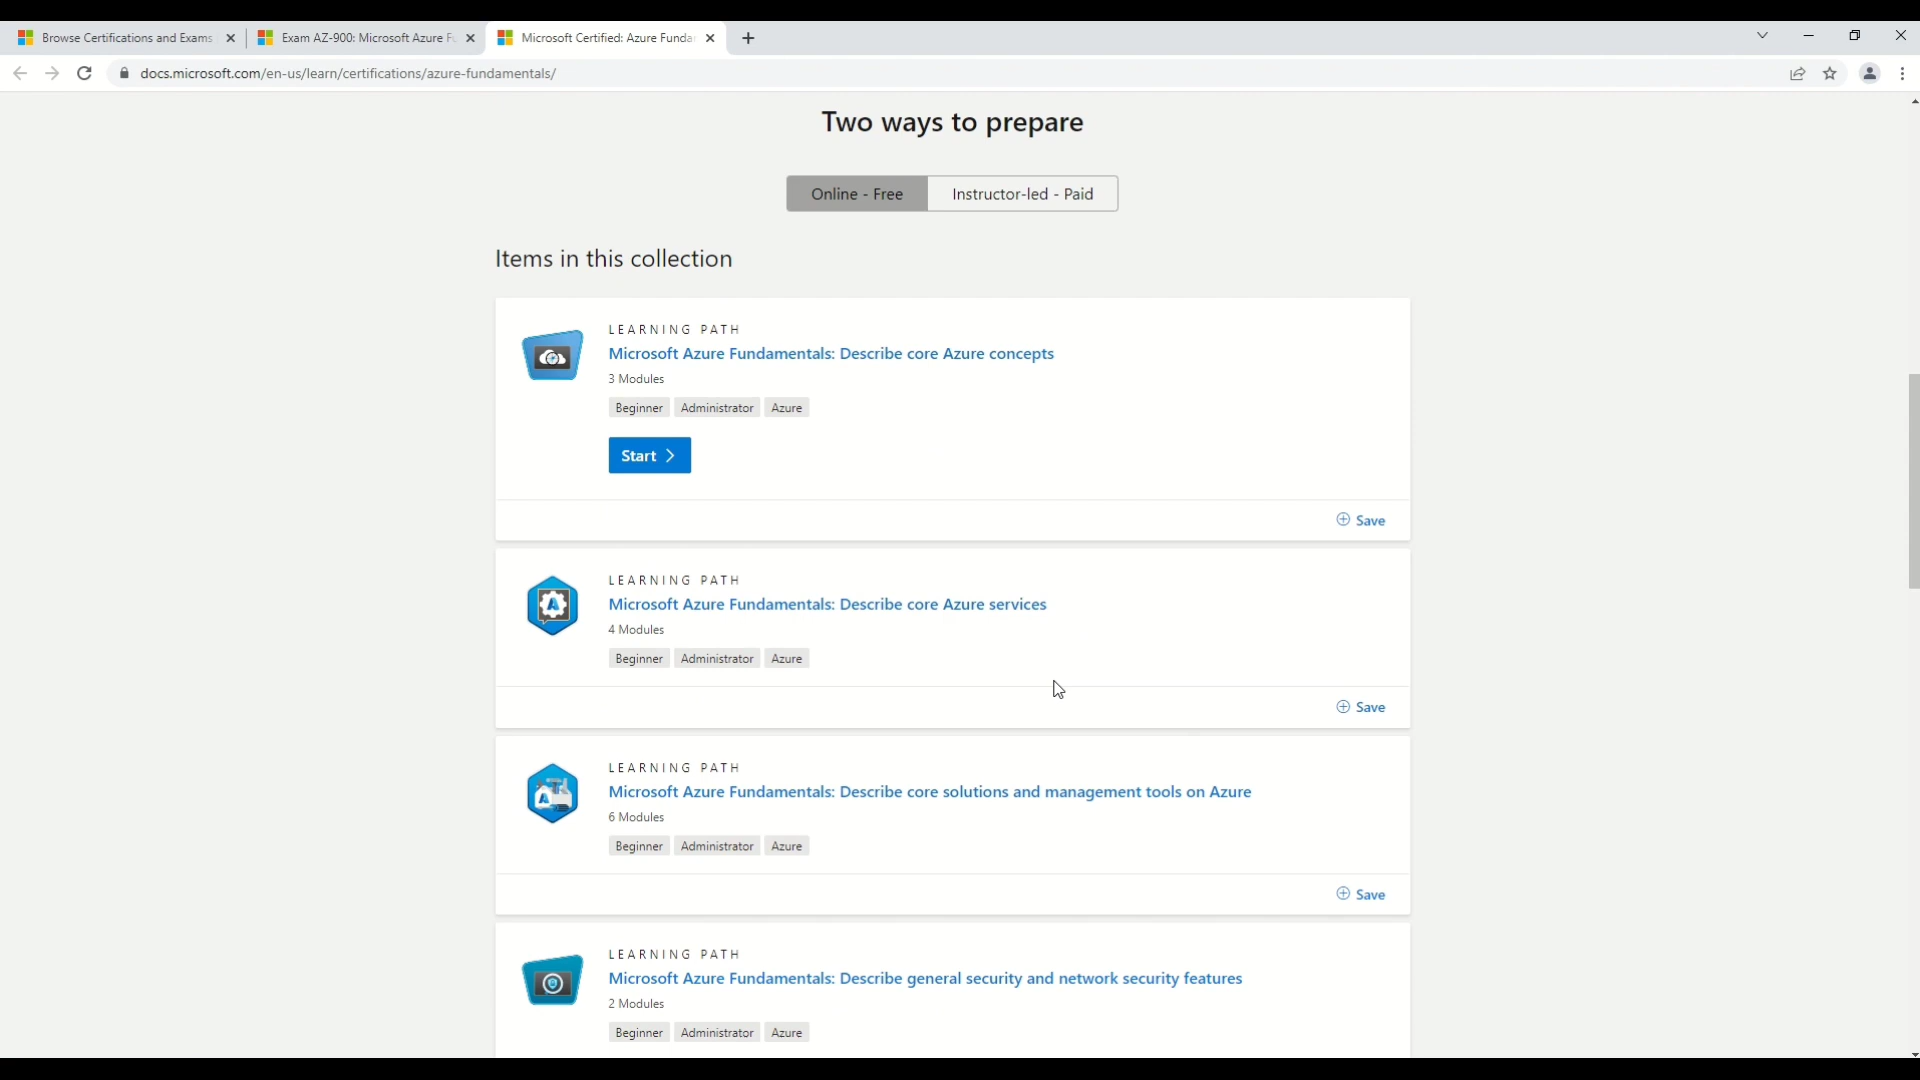 Browse Certifications and Exams
Exam AZ-900: Microsoft Azure Fu
Microsoft Certified: Azure Funda
docs.microsoft.com/en-us/learn/certifications/azure-fundamentals/
Two ways to prepare
Online - Free
Instructor-led - Paid
Items in this collection
LEARNING PATH
Microsoft Azure Fundamentals: Describe core Azure concepts
3 Modules
Beginner Administrator Azure
Start
Save
LEARNING PATH
Microsoft Azure Fundamentals: Describe core Azure services
4 Modules
Beginner Administrator Azure
Save
LEARNING PATH
Microsoft Azure Fundamentals: Describe core solutions and management tools on Azure
6 Modules
Beginner Administrator Azure
Save
LEARNING PATH
Microsoft Azure Fundamentals: Describe general security and network security features
2 Modules
Beginner Administrator Azure